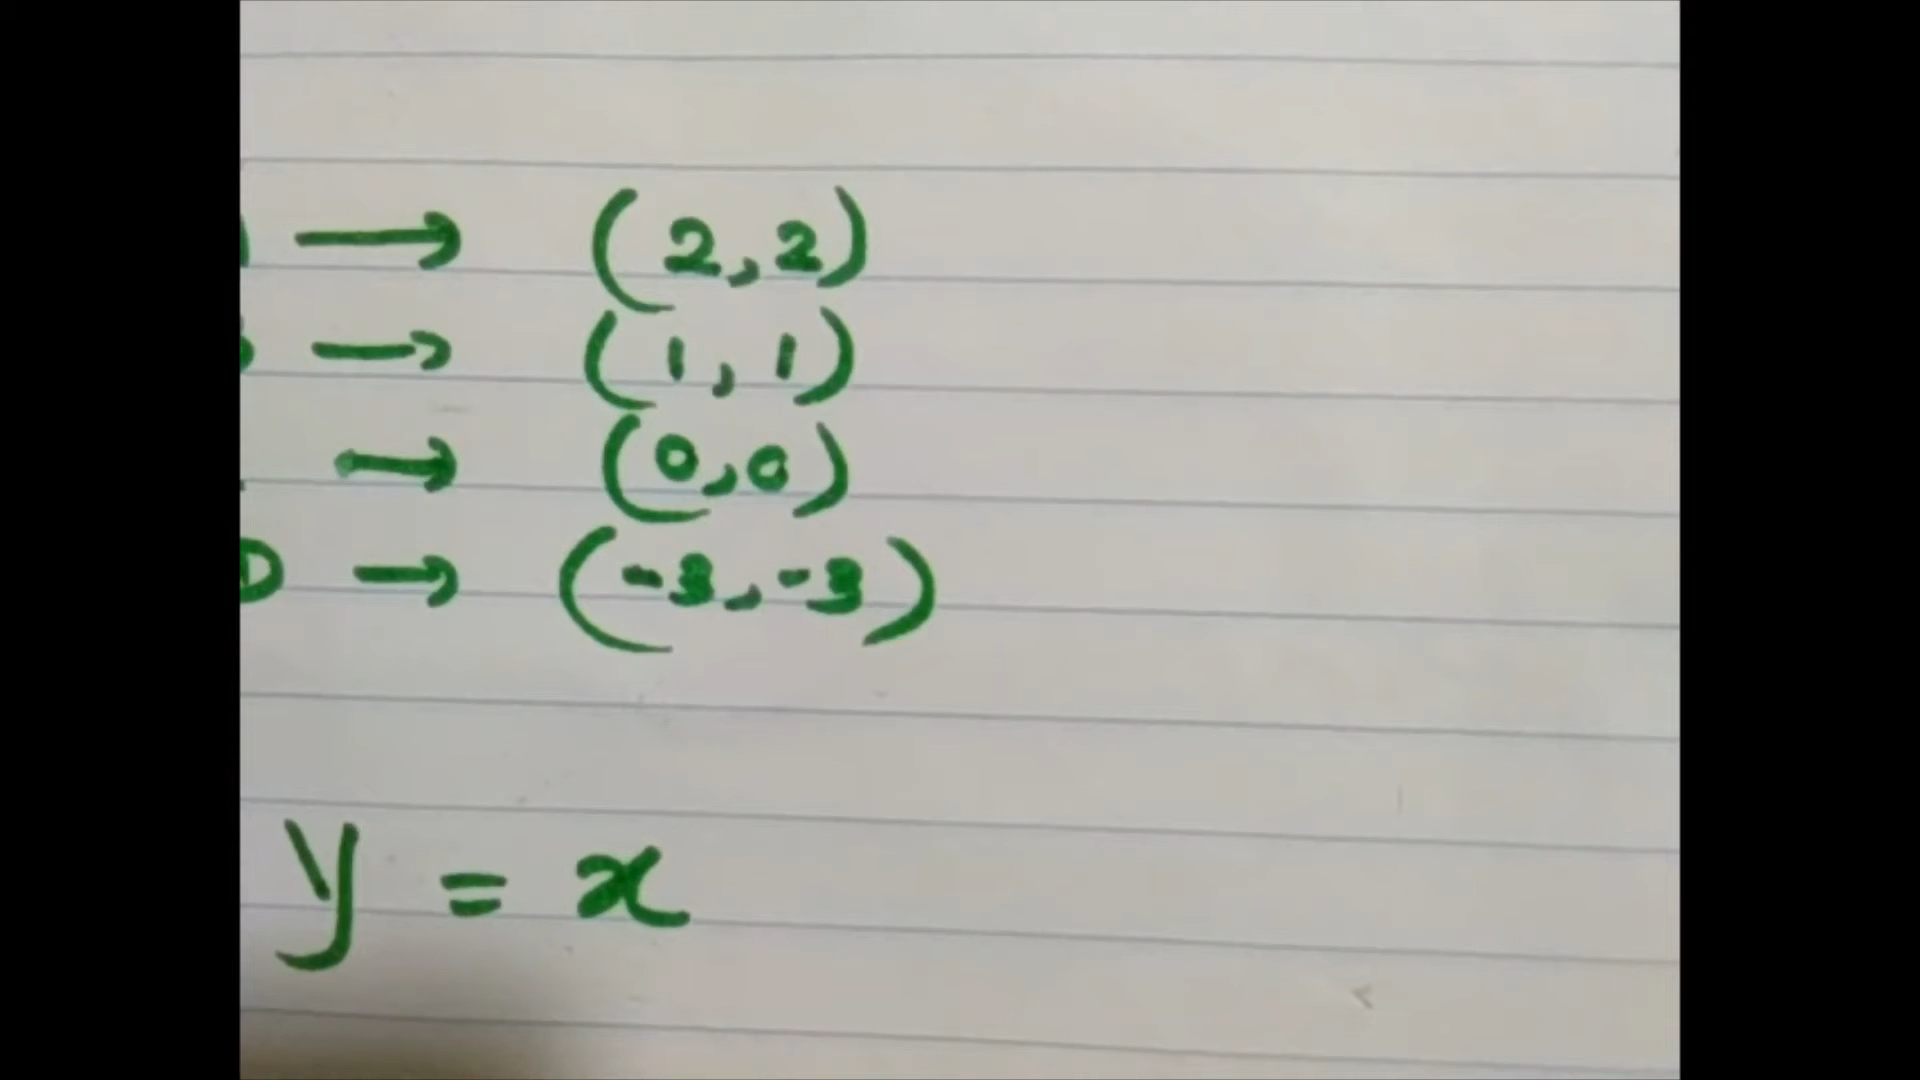 → (2,2)
→ (1,1)
→ (0,0)
D → (-3,-3)
y = x